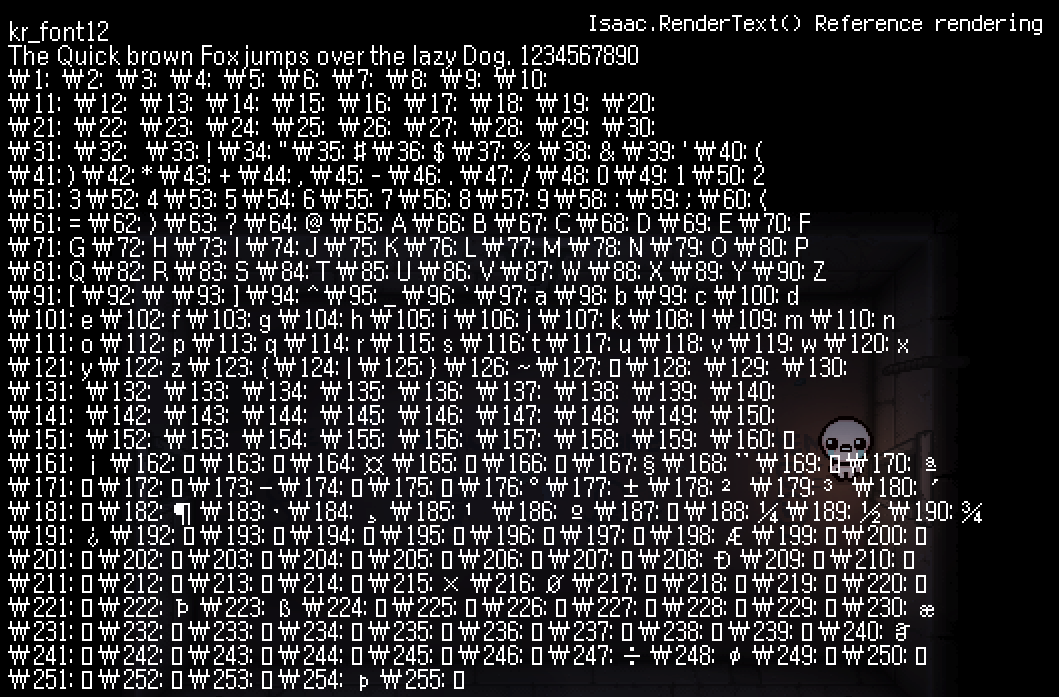 kr_font12
Isaac.RenderText() Reference rendering
The Quick brown Fox jumps over the lazy Dog. 1234567890
₩1: ₩2: ₩3: ₩4: ₩5: ₩6: ₩7: ₩8: ₩9: ₩10:
₩11: ₩12: ₩13: ₩14: ₩15: ₩16: ₩17: ₩18: ₩19: ₩20:
₩21: ₩22: ₩23: ₩24: ₩25: ₩26: ₩27: ₩28: ₩29: ₩30:
₩31: ₩32: ₩33: ! ₩34: " ₩35: # ₩36: $ ₩37: % ₩38: & ₩39: ' ₩40: (
₩41: ) ₩42: * ₩43: + ₩44: , ₩45: - ₩46: . ₩47: / ₩48: 0 ₩49: 1 ₩50: 2
₩51: 3 ₩52: 4 ₩53: 5 ₩54: 6 ₩55: 7 ₩56: 8 ₩57: 9 ₩58: : ₩59: ; ₩60: <
₩61: = ₩62: > ₩63: ? ₩64: @ ₩65: A ₩66: B ₩67: C ₩68: D ₩69: E ₩70: F
₩71: G ₩72: H ₩73: I ₩74: J ₩75: K ₩76: L ₩77: M ₩78: N ₩79: O ₩80: P
₩81: Q ₩82: R ₩83: S ₩84: T ₩85: U ₩86: V ₩87: W ₩88: X ₩89: Y ₩90: Z
₩91: [ ₩92: ₩ ₩93: ] ₩94: ^ ₩95: _ ₩96: ` ₩97: a ₩98: b ₩99: c ₩100: d
₩101: e ₩102: f ₩103: g ₩104: h ₩105: i ₩106: j ₩107: k ₩108: l ₩109: m ₩110: n
₩111: o ₩112: p ₩113: q ₩114: r ₩115: s ₩116: t ₩117: u ₩118: v ₩119: w ₩120: x
₩121: y ₩122: z ₩123: { ₩124: | ₩125: } ₩126: ~ ₩127: ▯ ₩128: ₩129: ₩130:
₩131: ₩132: ₩133: ₩134: ₩135: ₩136: ₩137: ₩138: ₩139: ₩140:
₩141: ₩142: ₩143: ₩144: ₩145: ₩146: ₩147: ₩148: ₩149: ₩150:
₩151: ₩152: ₩153: ₩154: ₩155: ₩156: ₩157: ₩158: ₩159: ₩160: ▯
₩161: ¡ ₩162: ▯ ₩163: ▯ ₩164: ¤ ₩165: ▯ ₩166: ▯ ₩167: § ₩168: ¨ ₩169: ▯ ₩170: ª
₩171: ▯ ₩172: ▯ ₩173: – ₩174: ▯ ₩175: ▯ ₩176: ° ₩177: ± ₩178: ² ₩179: ³ ₩180: ´
₩181: ▯ ₩182: ¶ ₩183: · ₩184: ¸ ₩185: ¹ ₩186: º ₩187: ▯ ₩188: ¼ ₩189: ½ ₩190: ¾
₩191: ¿ ₩192: ▯ ₩193: ▯ ₩194: ▯ ₩195: ▯ ₩196: ▯ ₩197: ▯ ₩198: Æ ₩199: ▯ ₩200: ▯
₩201: ▯ ₩202: ▯ ₩203: ▯ ₩204: ▯ ₩205: ▯ ₩206: ▯ ₩207: ▯ ₩208: Ð ₩209: ▯ ₩210: ▯
₩211: ▯ ₩212: ▯ ₩213: ▯ ₩214: ▯ ₩215: × ₩216: Ø ₩217: ▯ ₩218: ▯ ₩219: ▯ ₩220: ▯
₩221: ▯ ₩222: Þ ₩223: ß ₩224: ▯ ₩225: ▯ ₩226: ▯ ₩227: ▯ ₩228: ▯ ₩229: ▯ ₩230: æ
₩231: ▯ ₩232: ▯ ₩233: ▯ ₩234: ▯ ₩235: ▯ ₩236: ▯ ₩237: ▯ ₩238: ▯ ₩239: ▯ ₩240: ð
₩241: ▯ ₩242: ▯ ₩243: ▯ ₩244: ▯ ₩245: ▯ ₩246: ▯ ₩247: ÷ ₩248: ø ₩249: ▯ ₩250: ▯
₩251: ▯ ₩252: ▯ ₩253: ▯ ₩254: þ ₩255: ▯